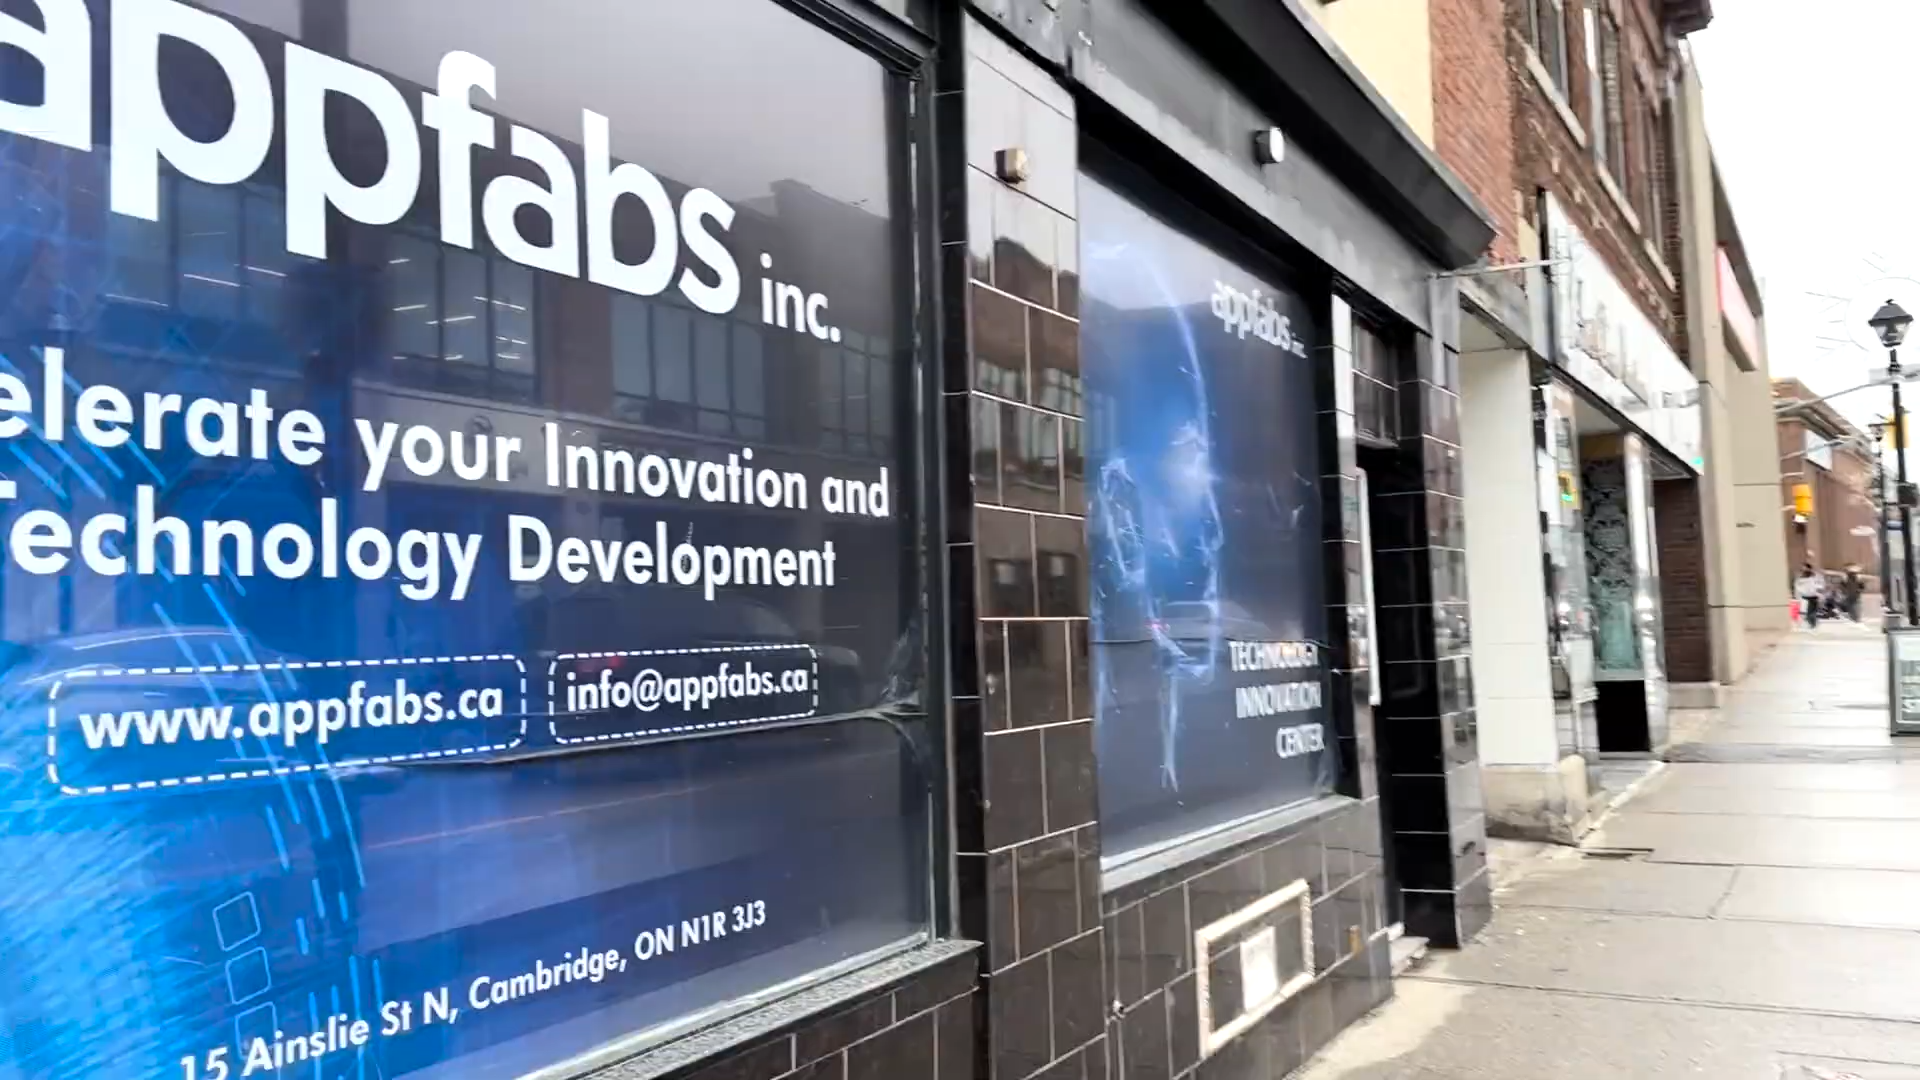 appfabs inc.
elerate your Innovation and
Technology Development
www.appfabs.ca
info@appfabs.ca
15 Ainslie St N, Cambridge, ON N1R 3J3
appfabs inc.
TECHNOLOGY
INNOVATION
CENTER